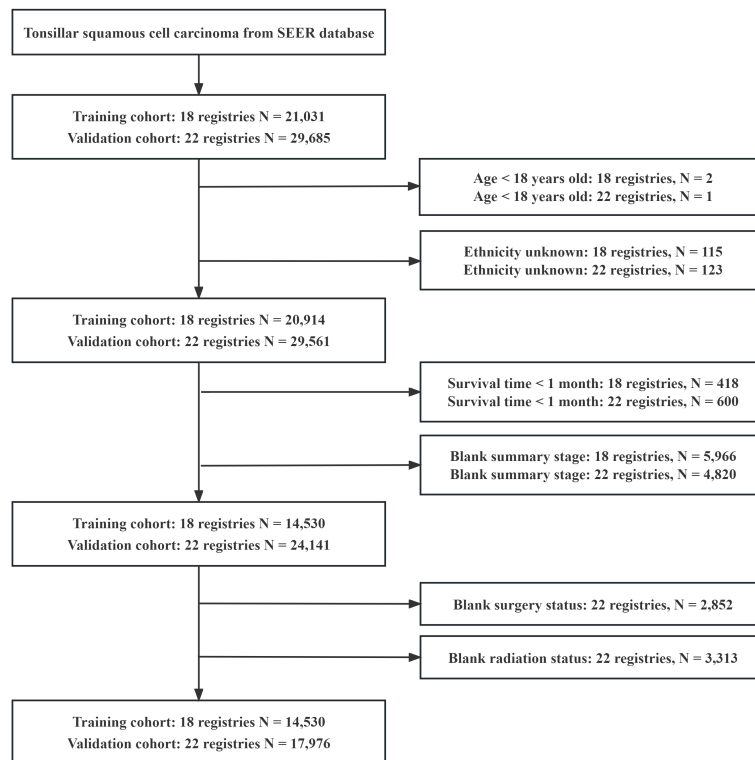 Tonsillar squamous cell carcinoma from SEER database
Training cohort: 18 registries N = 21,031
Validation cohort: 22 registries N = 29,685
Age < 18 years old: 18 registries, N = 2
Age < 18 years old: 22 registries, N = 1
Ethnicity unknown: 18 registries, N = 115
Ethnicity unknown: 22 registries, N = 123
Training cohort: 18 registries N = 20,914
Validation cohort: 22 registries N = 29,561
Survival time < 1 month: 18 registries, N = 418
Survival time < 1 month: 22 registries, N = 600
Blank summary stage: 18 registries, N = 5,966
Blank summary stage: 22 registries, N = 4,820
Training cohort: 18 registries N = 14,530
Validation cohort: 22 registries N = 24,141
Blank surgery status: 22 registries, N = 2,852
Blank radiation status: 22 registries, N = 3,313
Training cohort: 18 registries N = 14,530
Validation cohort: 22 registries N = 17,976